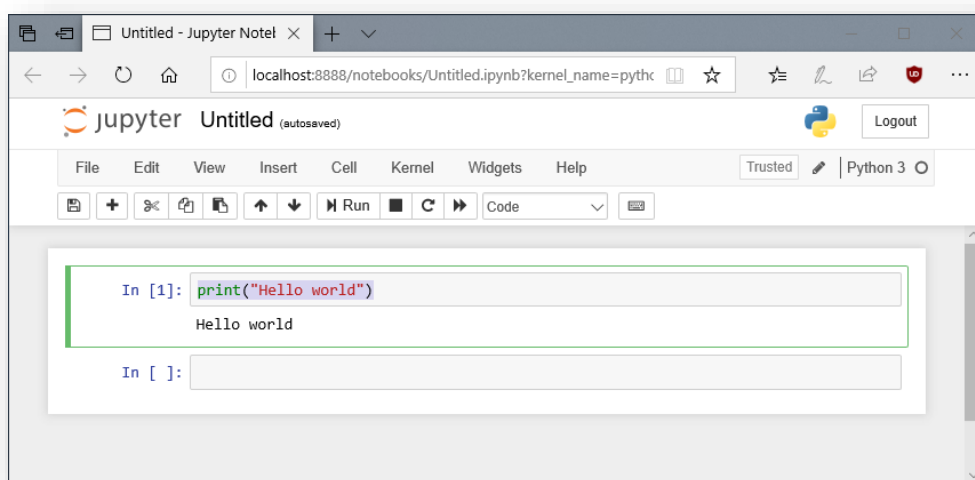 Untitled - Jupyter Notel
localhost:8888/notebooks/Untitled.ipynb?kernel_name=pythc
jupyter Untitled (autosaved)
Logout
File Edit View Insert Cell Kernel Widgets Help Trusted Python 3
Run Code
In [1]: print("Hello world")
Hello world
In [ ]: